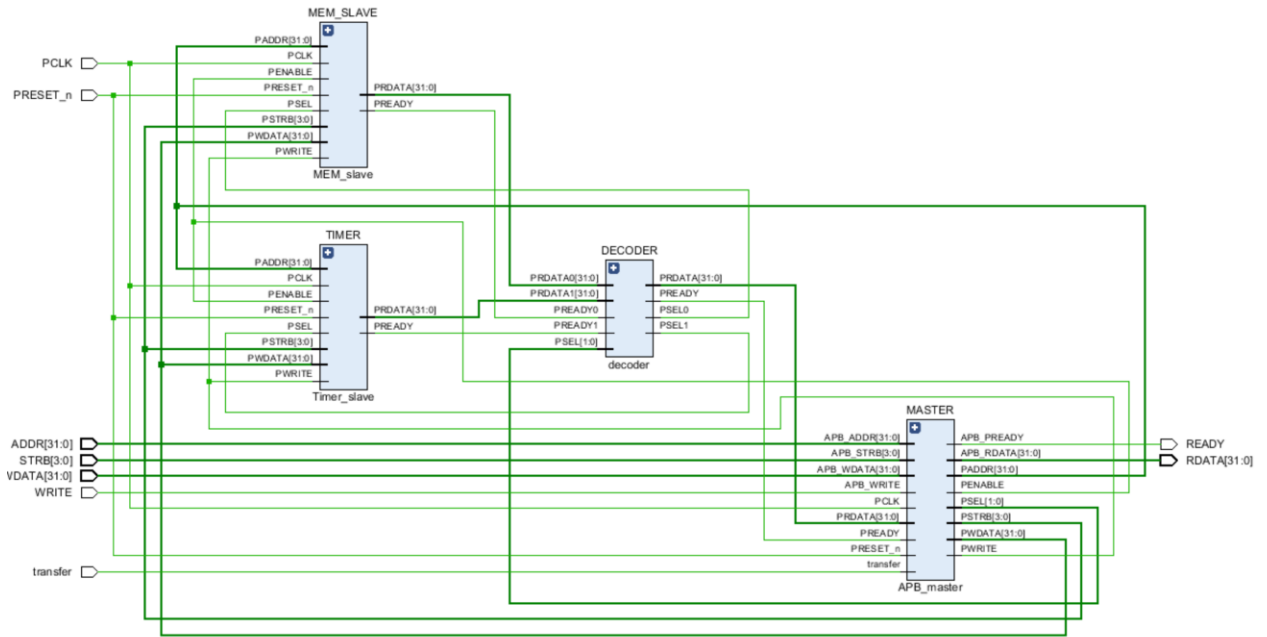 MEM_SLAVE
PADDR[31:0]
PCLK
PENABLE
PRESET_n
PSEL
PSTRB[3:0]
PWDATA[31:0]
PWRITE
PRDATA[31:0]
PREADY
MEM_slave
PCLK
PRESET_n
TIMER
PADDR[31:0]
PCLK
PENABLE
PRESET_n
PSEL
PSTRB[3:0]
PWDATA[31:0]
PWRITE
PRDATA[31:0]
PREADY
Timer_slave
DECODER
PRDATA0[31:0]
PRDATA1[31:0]
PREADY0
PREADY1
PSEL[1:0]
PRDATA[31:0]
PREADY
PSEL0
PSEL1
decoder
ADDR[31:0]
STRB[3:0]
VDATA[31:0]
WRITE
transfer
MASTER
APB_ADDR[31:0]
APB_STRB[3:0]
APB_WDATA[31:0]
APB_WRITE
PCLK
PRDATA[31:0]
PREADY
PRESET_n
transfer
APB_PREADY
APB_RDATA[31:0]
PADDR[31:0]
PENABLE
PSEL[1:0]
PSTRB[3:0]
PWDATA[31:0]
PWRITE
APB_master
READY
RDATA[31:0]